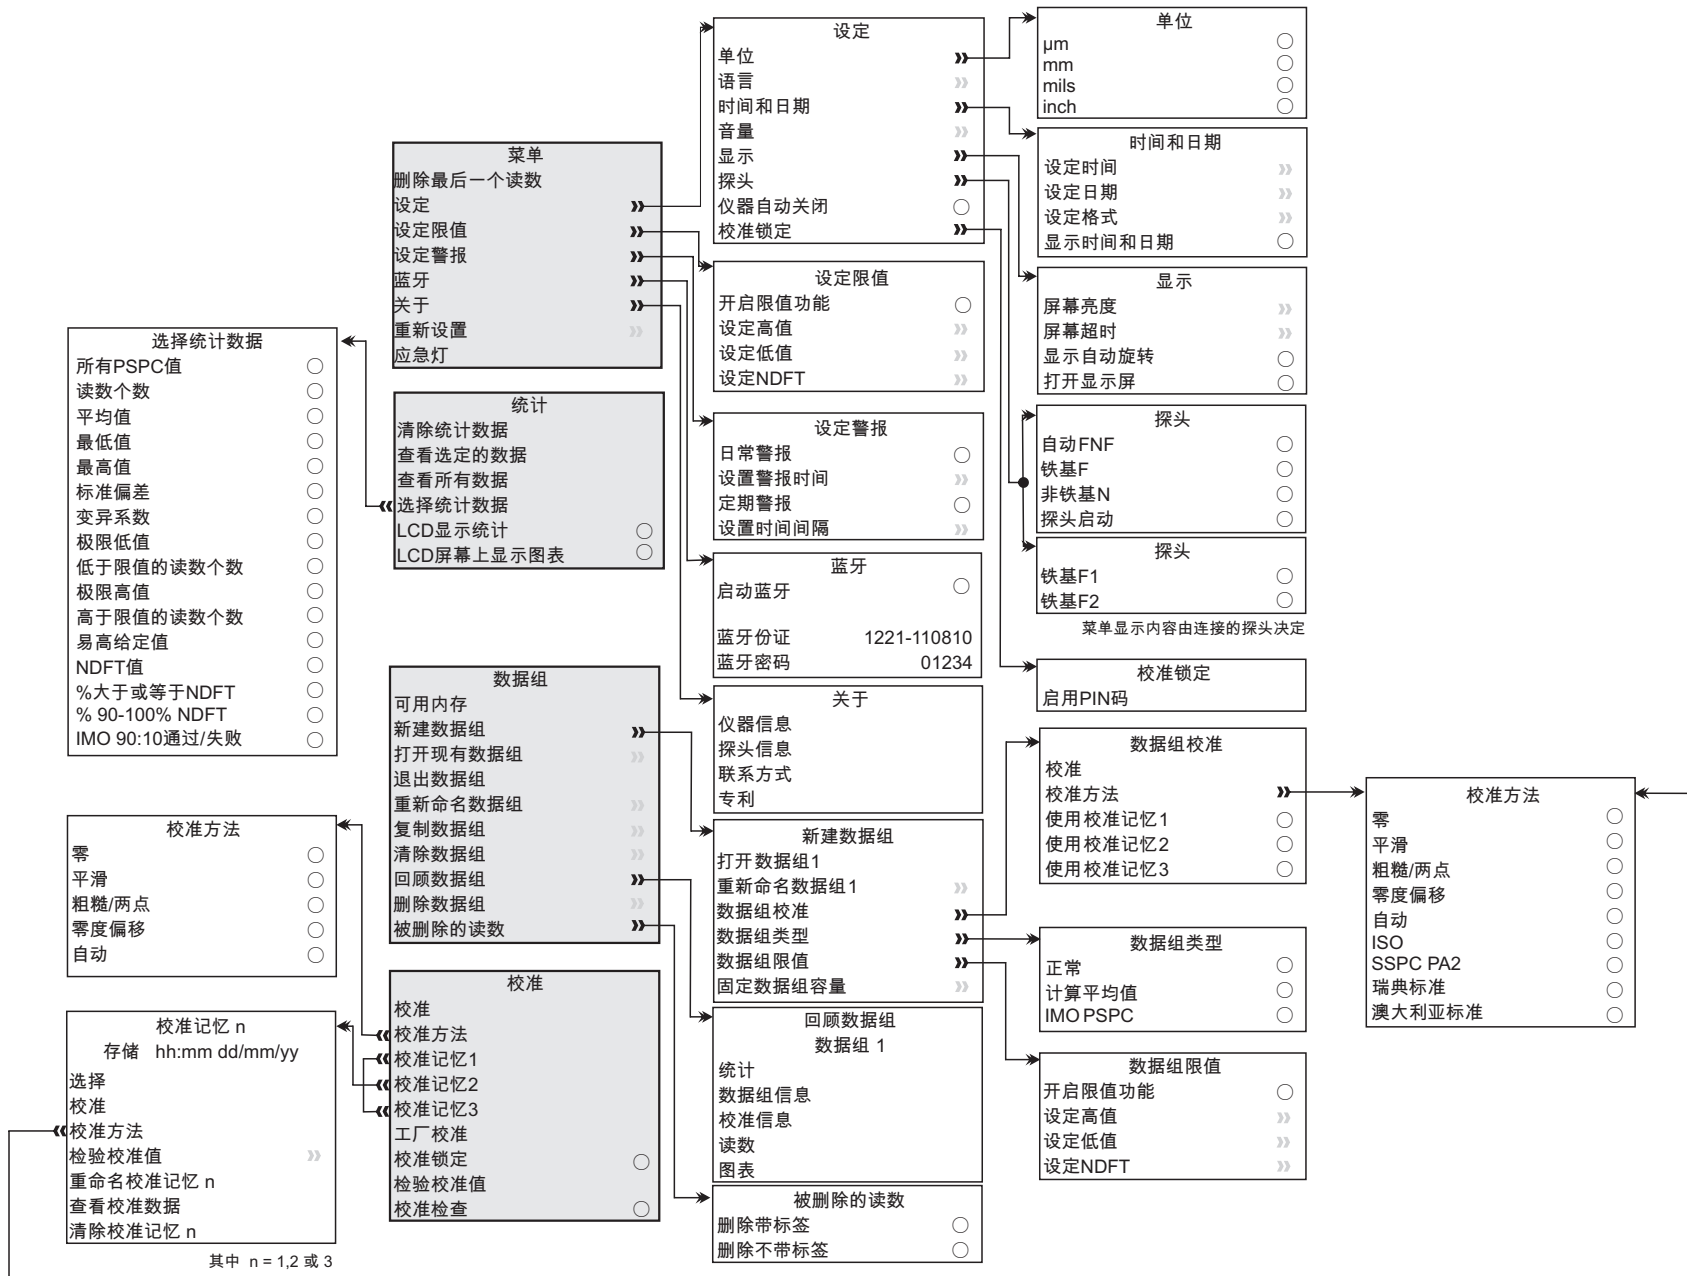 选择统计数据
所有PSPC值
读数个数
平均值
最低值
最高值
标准偏差
变异系数
极限低值
低于限值的读数个数
极限高值
高于限值的读数个数
易高给定值
NDFT值
%大于或等于NDFT
% 90-100% NDFT
IMO 90:10通过/失败
校准方法
零
平滑
粗糙/两点
零度偏移
自动
校准记忆 n
存储 hh:mm dd/mm/yy
选择
校准
校准方法
检验校准值
重命名校准记忆 n
查看校准数据
清除校准记忆 n
其中 n = 1,2 或 3
菜单
删除最后一个读数
设定
设定限值
设定警报
蓝牙
关于
重新设置
应急灯
统计
清除统计数据
查看选定的数据
查看所有数据
选择统计数据
LCD显示统计
LCD屏幕上显示图表
数据组
可用内存
新建数据组
打开现有数据组
退出数据组
重新命名数据组
复制数据组
清除数据组
回顾数据组
删除数据组
被删除的读数
校准
校准
校准方法
校准记忆1
校准记忆2
校准记忆3
工厂校准
校准锁定
检验校准值
校准检查
设定
单位
语言
时间和日期
音量
显示
探头
仪器自动关闭
校准锁定
设定限值
开启限值功能
设定高值
设定低值
设定NDFT
设定警报
日常警报
设置警报时间
定期警报
设置时间间隔
蓝牙
启动蓝牙
蓝牙份证 1221-110810
蓝牙密码 01234
关于
仪器信息
探头信息
联系方式
专利
新建数据组
打开数据组1
重新命名数据组1
数据组校准
数据组类型
数据组限值
固定数据组容量
回顾数据组
数据组 1
统计
数据组信息
校准信息
读数
图表
被删除的读数
删除带标签
删除不带标签
单位
µm
mm
mils
inch
时间和日期
设定时间
设定日期
设定格式
显示时间和日期
显示
屏幕亮度
屏幕超时
显示自动旋转
打开显示屏
探头
自动FNF
铁基F
非铁基N
探头启动
探头
铁基F1
铁基F2
菜单显示内容由连接的探头决定
校准锁定
启用PIN码
数据组校准
校准
校准方法
使用校准记忆1
使用校准记忆2
使用校准记忆3
数据组类型
正常
计算平均值
IMO PSPC
数据组限值
开启限值功能
设定高值
设定低值
设定NDFT
校准方法
零
平滑
粗糙/两点
零度偏移
自动
ISO
SSPC PA2
瑞典标准
澳大利亚标准